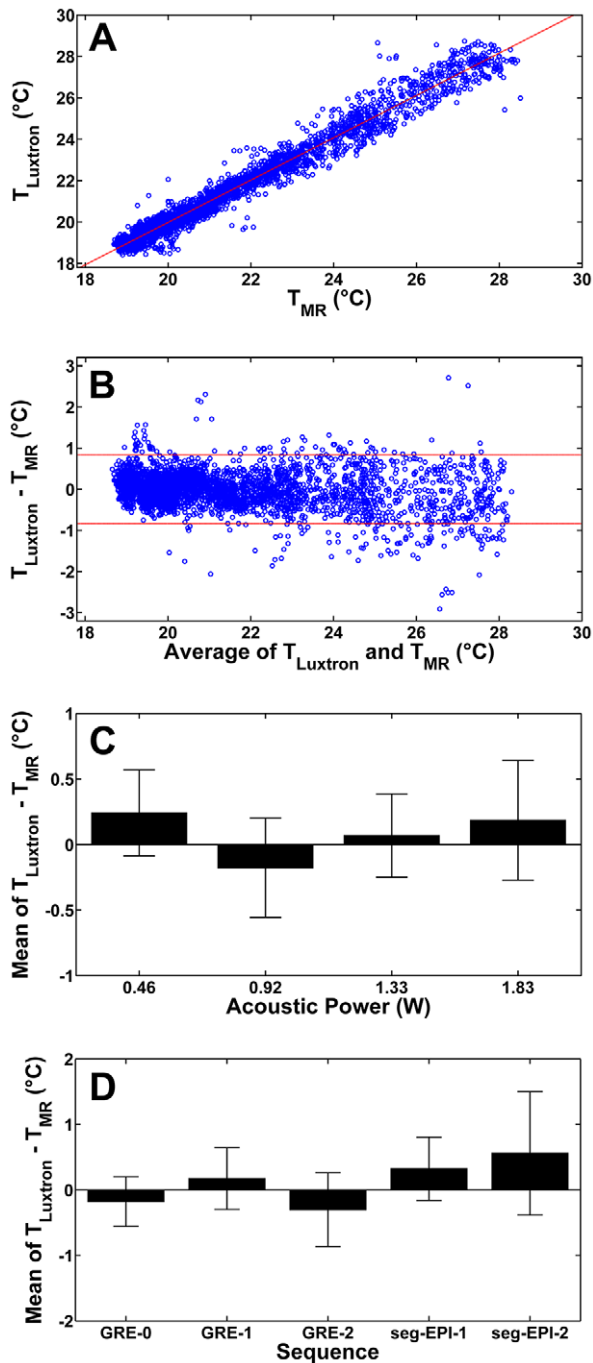 A
T_Luxtron (°C)
30
28
26
24
22
20
18
18 20 22 24 26 28 30
T_MR (°C)
B
T_Luxtron - T_MR (°C)
3
2
1
0
-1
-2
-3
18 20 22 24 26 28 30
Average of T_Luxtron and T_MR (°C)
C
Mean of T_Luxtron - T_MR (°C)
1
0.5
0
-0.5
-1
0.46 0.92 1.33 1.83
Acoustic Power (W)
D
Mean of T_Luxtron - T_MR (°C)
2
1
0
-1
-2
GRE-0 GRE-1 GRE-2 seg-EPI-1 seg-EPI-2
Sequence